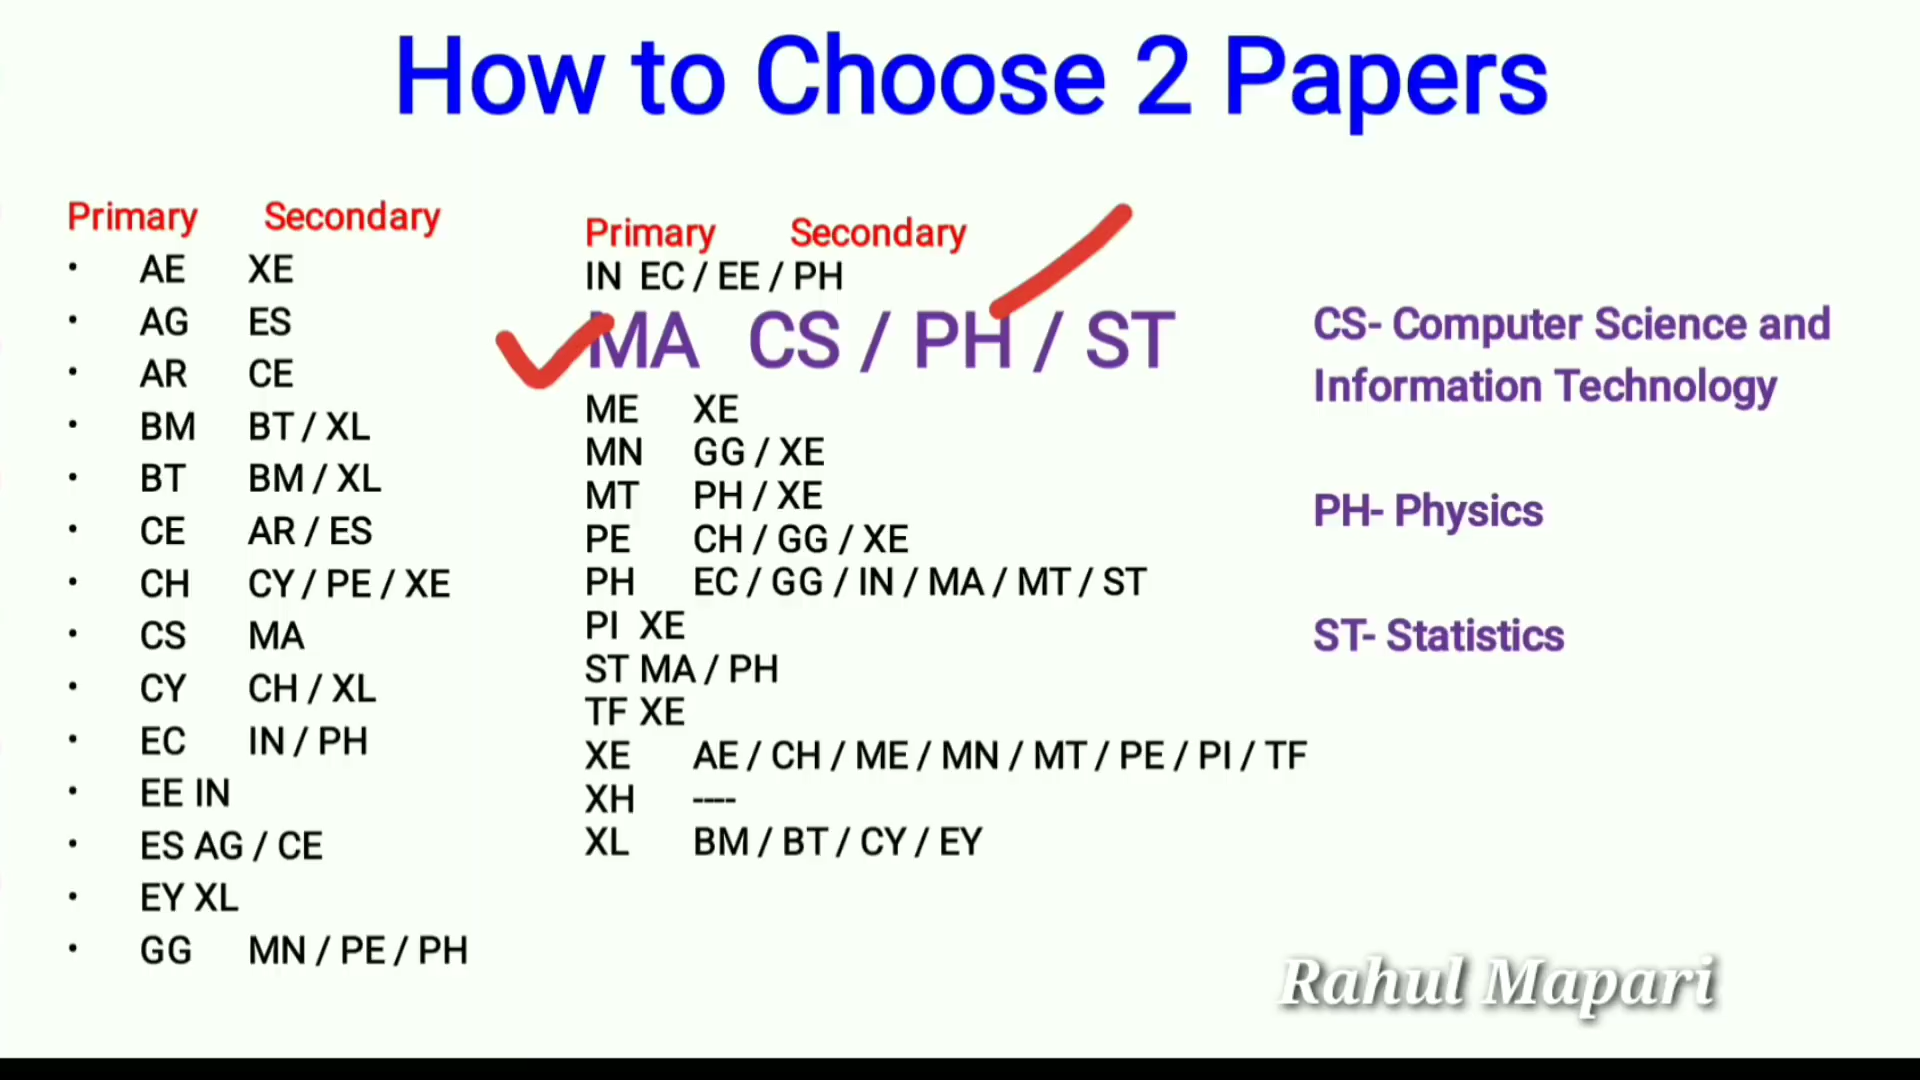 How to Choose 2 Papers
Primary Secondary
• AE XE
• AG ES
• AR CE
• BM BT / XL
• BT BM / XL
• CE AR / ES
• CH CY / PE / XE
• CS MA
• CY CH / XL
• EC IN / PH
• EE IN
• ES AG / CE
• EY XL
• GG MN / PE / PH
Primary Secondary
IN EC / EE / PH
MA CS / PH / ST
ME XE
MN GG / XE
MT PH / XE
PE CH / GG / XE
PH EC / GG / IN / MA / MT / ST
PI XE
ST MA / PH
TF XE
XE AE / CH / ME / MN / MT / PE / PI / TF
XH ----
XL BM / BT / CY / EY
CS- Computer Science and
Information Technology
PH- Physics
ST- Statistics
Rahul Mapari